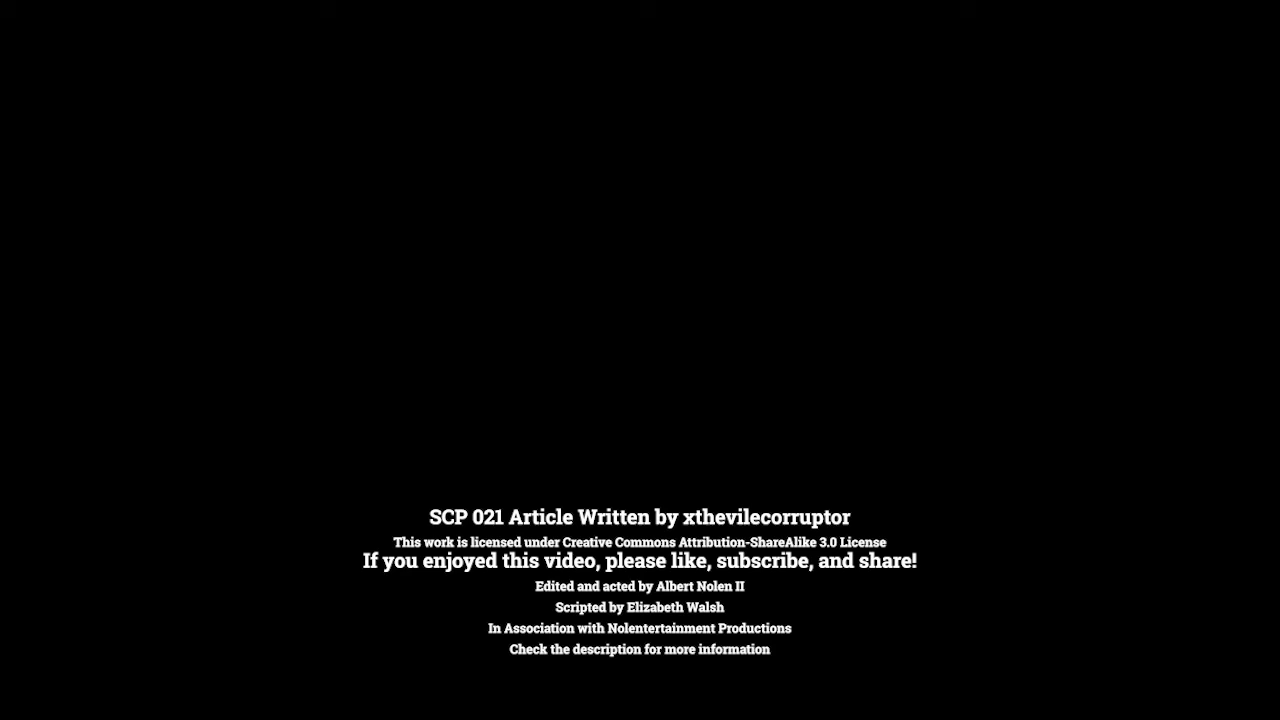 SCP 021 Article Written by xthevilecorruptor
This work is licensed under Creative Commons Attribution-ShareAlike 3.0 License
If you enjoyed this video, please like, subscribe, and share!
Edited and acted by Albert Nolen II
Scripted by Elizabeth Walsh
In Association with Nolentertainment Productions
Check the description for more information